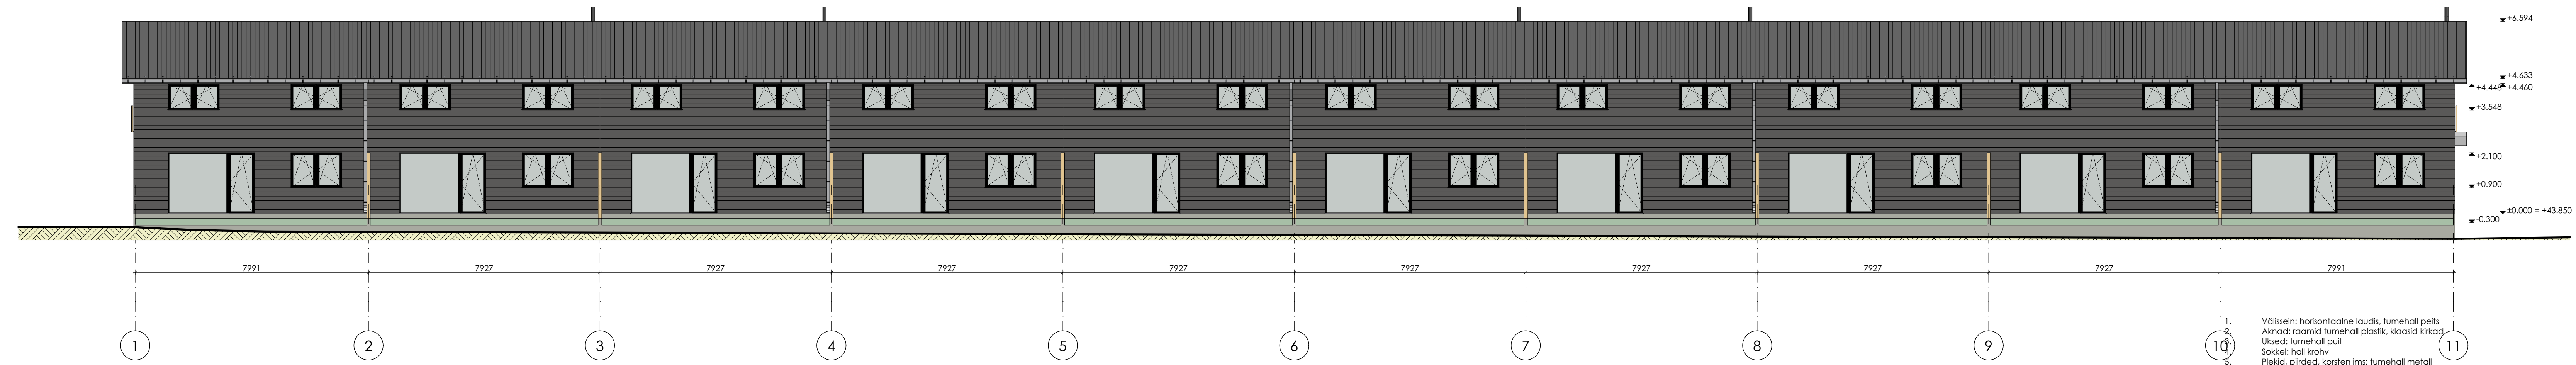 +6.594
+4.633
+4.448 +4.460
+3.548
+2.100
+0.900
±0.000 = +43.850
-0.300
7991 7927 7927 7927 7927 7927 7927 7927 7927 7991
1 2 3 4 5 6 7 8 9 10 11
1. Välissein: horisontaalne laudis, tumehall peits
2. Aknad: raamid tumehall plastik, klaasid kirkad
3. Uksed: tumehall puit
4. Sokkel: hall krohv
5. Plekid, piirded, korsten jms: tumehall metall